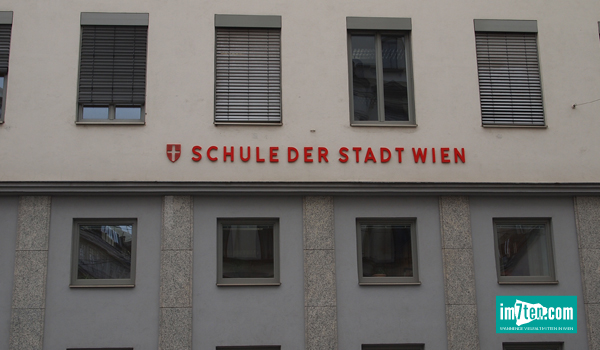 SCHULE DER STADT WIEN
im7ten.com